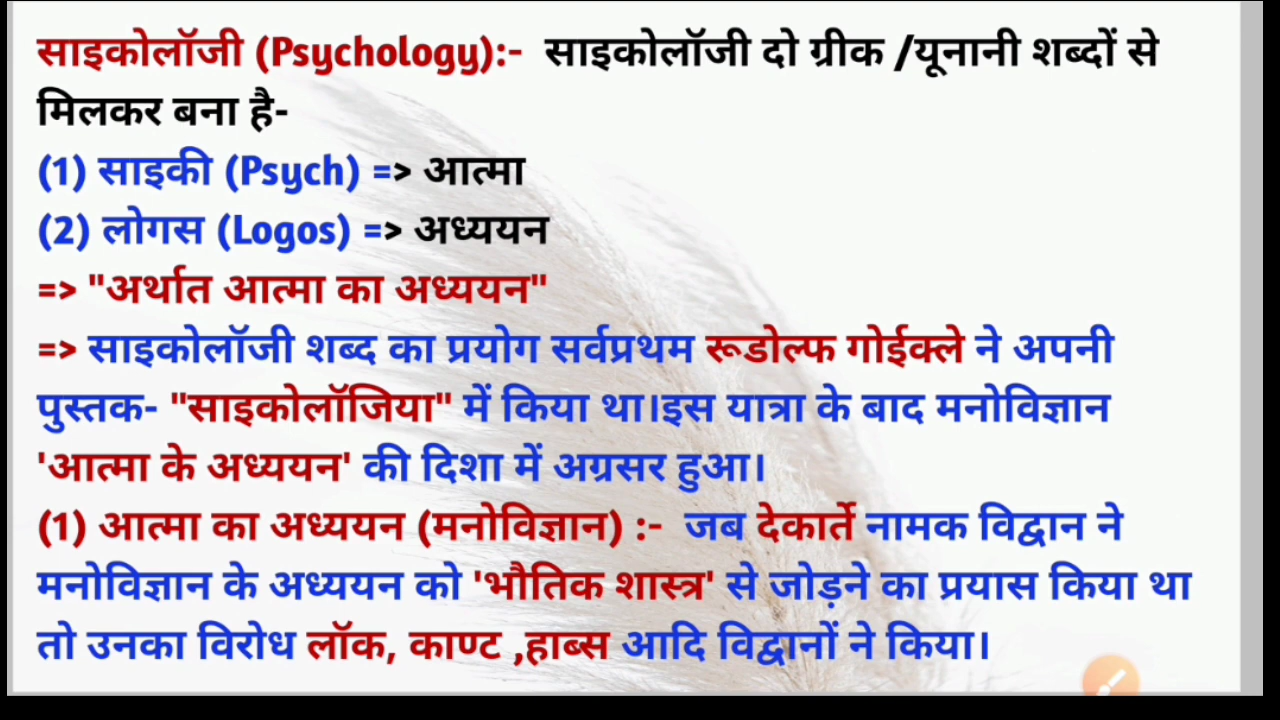 साइकोलॉजी (Psychology):- साइकोलॉजी दो ग्रीक /यूनानी शब्दों से
मिलकर बना है-
(1) साइकी (Psych) => आत्मा
(2) लोगस (Logos) => अध्ययन
=> "अर्थात आत्मा का अध्ययन"
=> साइकोलॉजी शब्द का प्रयोग सर्वप्रथम रूडोल्फ गोईक्ले ने अपनी
पुस्तक- "साइकोलॉजिया" में किया था।इस यात्रा के बाद मनोविज्ञान
'आत्मा के अध्ययन' की दिशा में अग्रसर हुआ।
(1) आत्मा का अध्ययन (मनोविज्ञान) :- जब देकार्ते नामक विद्वान ने
मनोविज्ञान के अध्ययन को 'भौतिक शास्त्र' से जोड़ने का प्रयास किया था
तो उनका विरोध लॉक, काण्ट ,हाब्स आदि विद्वानों ने किया।